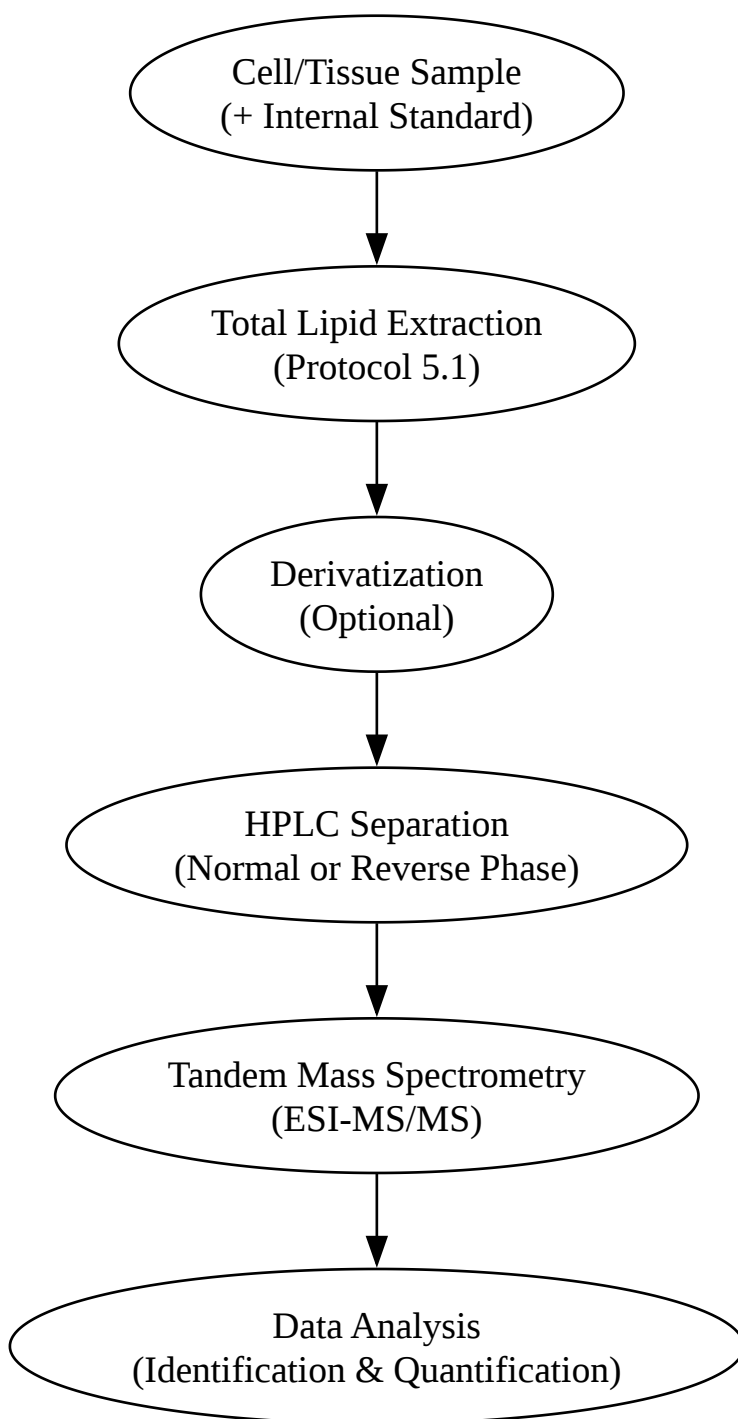 Cell/Tissue Sample
(+ Internal Standard)
Total Lipid Extraction
(Protocol 5.1)
Derivatization
(Optional)
HPLC Separation
(Normal or Reverse Phase)
Tandem Mass Spectrometry
(ESI-MS/MS)
Data Analysis
(Identification & Quantification)